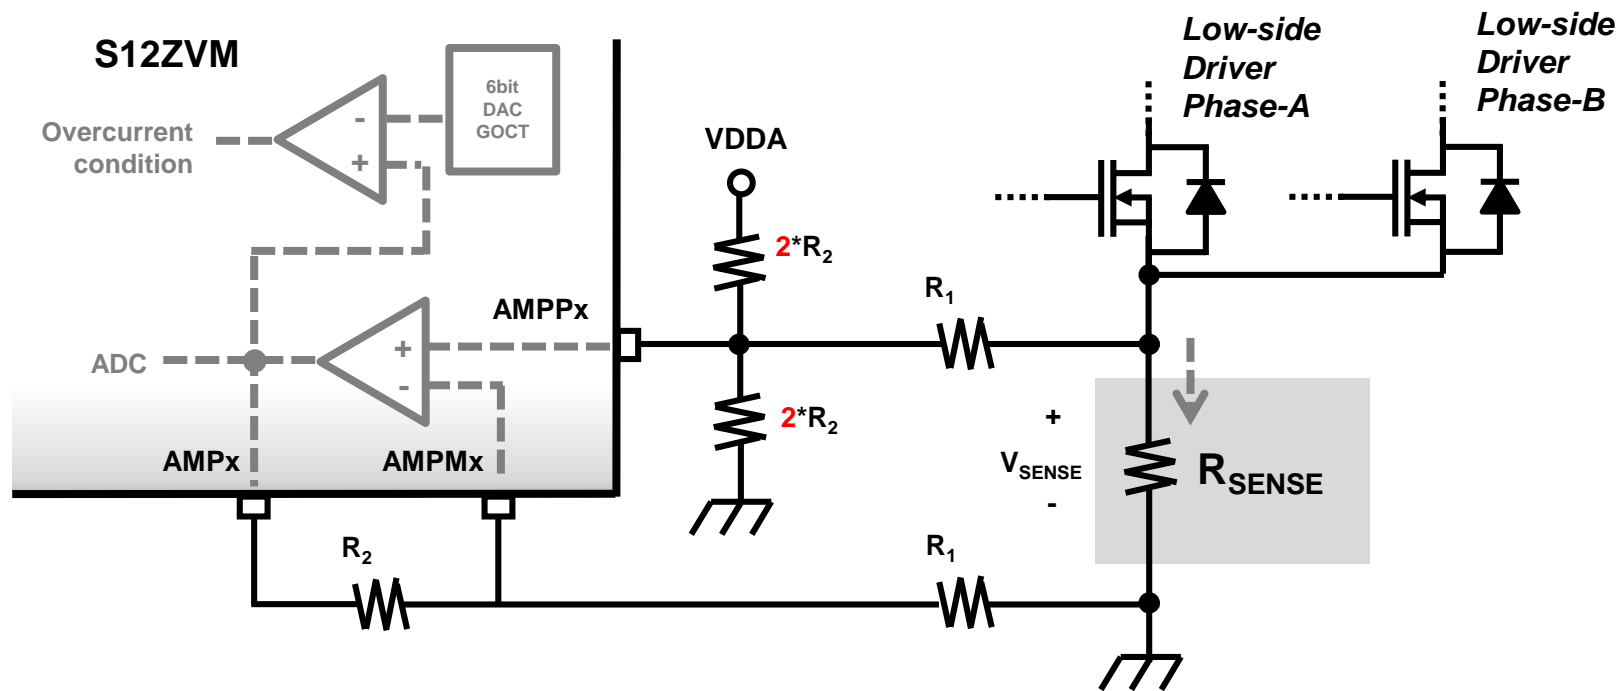 S12ZVM
Overcurrent
condition
-
+
6bit
DAC
GOCT
VDDA
2*R2
2*R2
Low-side
Driver
Phase-A
Low-side
Driver
Phase-B
R1
AMPPx
ADC
+
-
AMPx
AMPMx
+
VSENSE
-
RSENSE
R2
R1